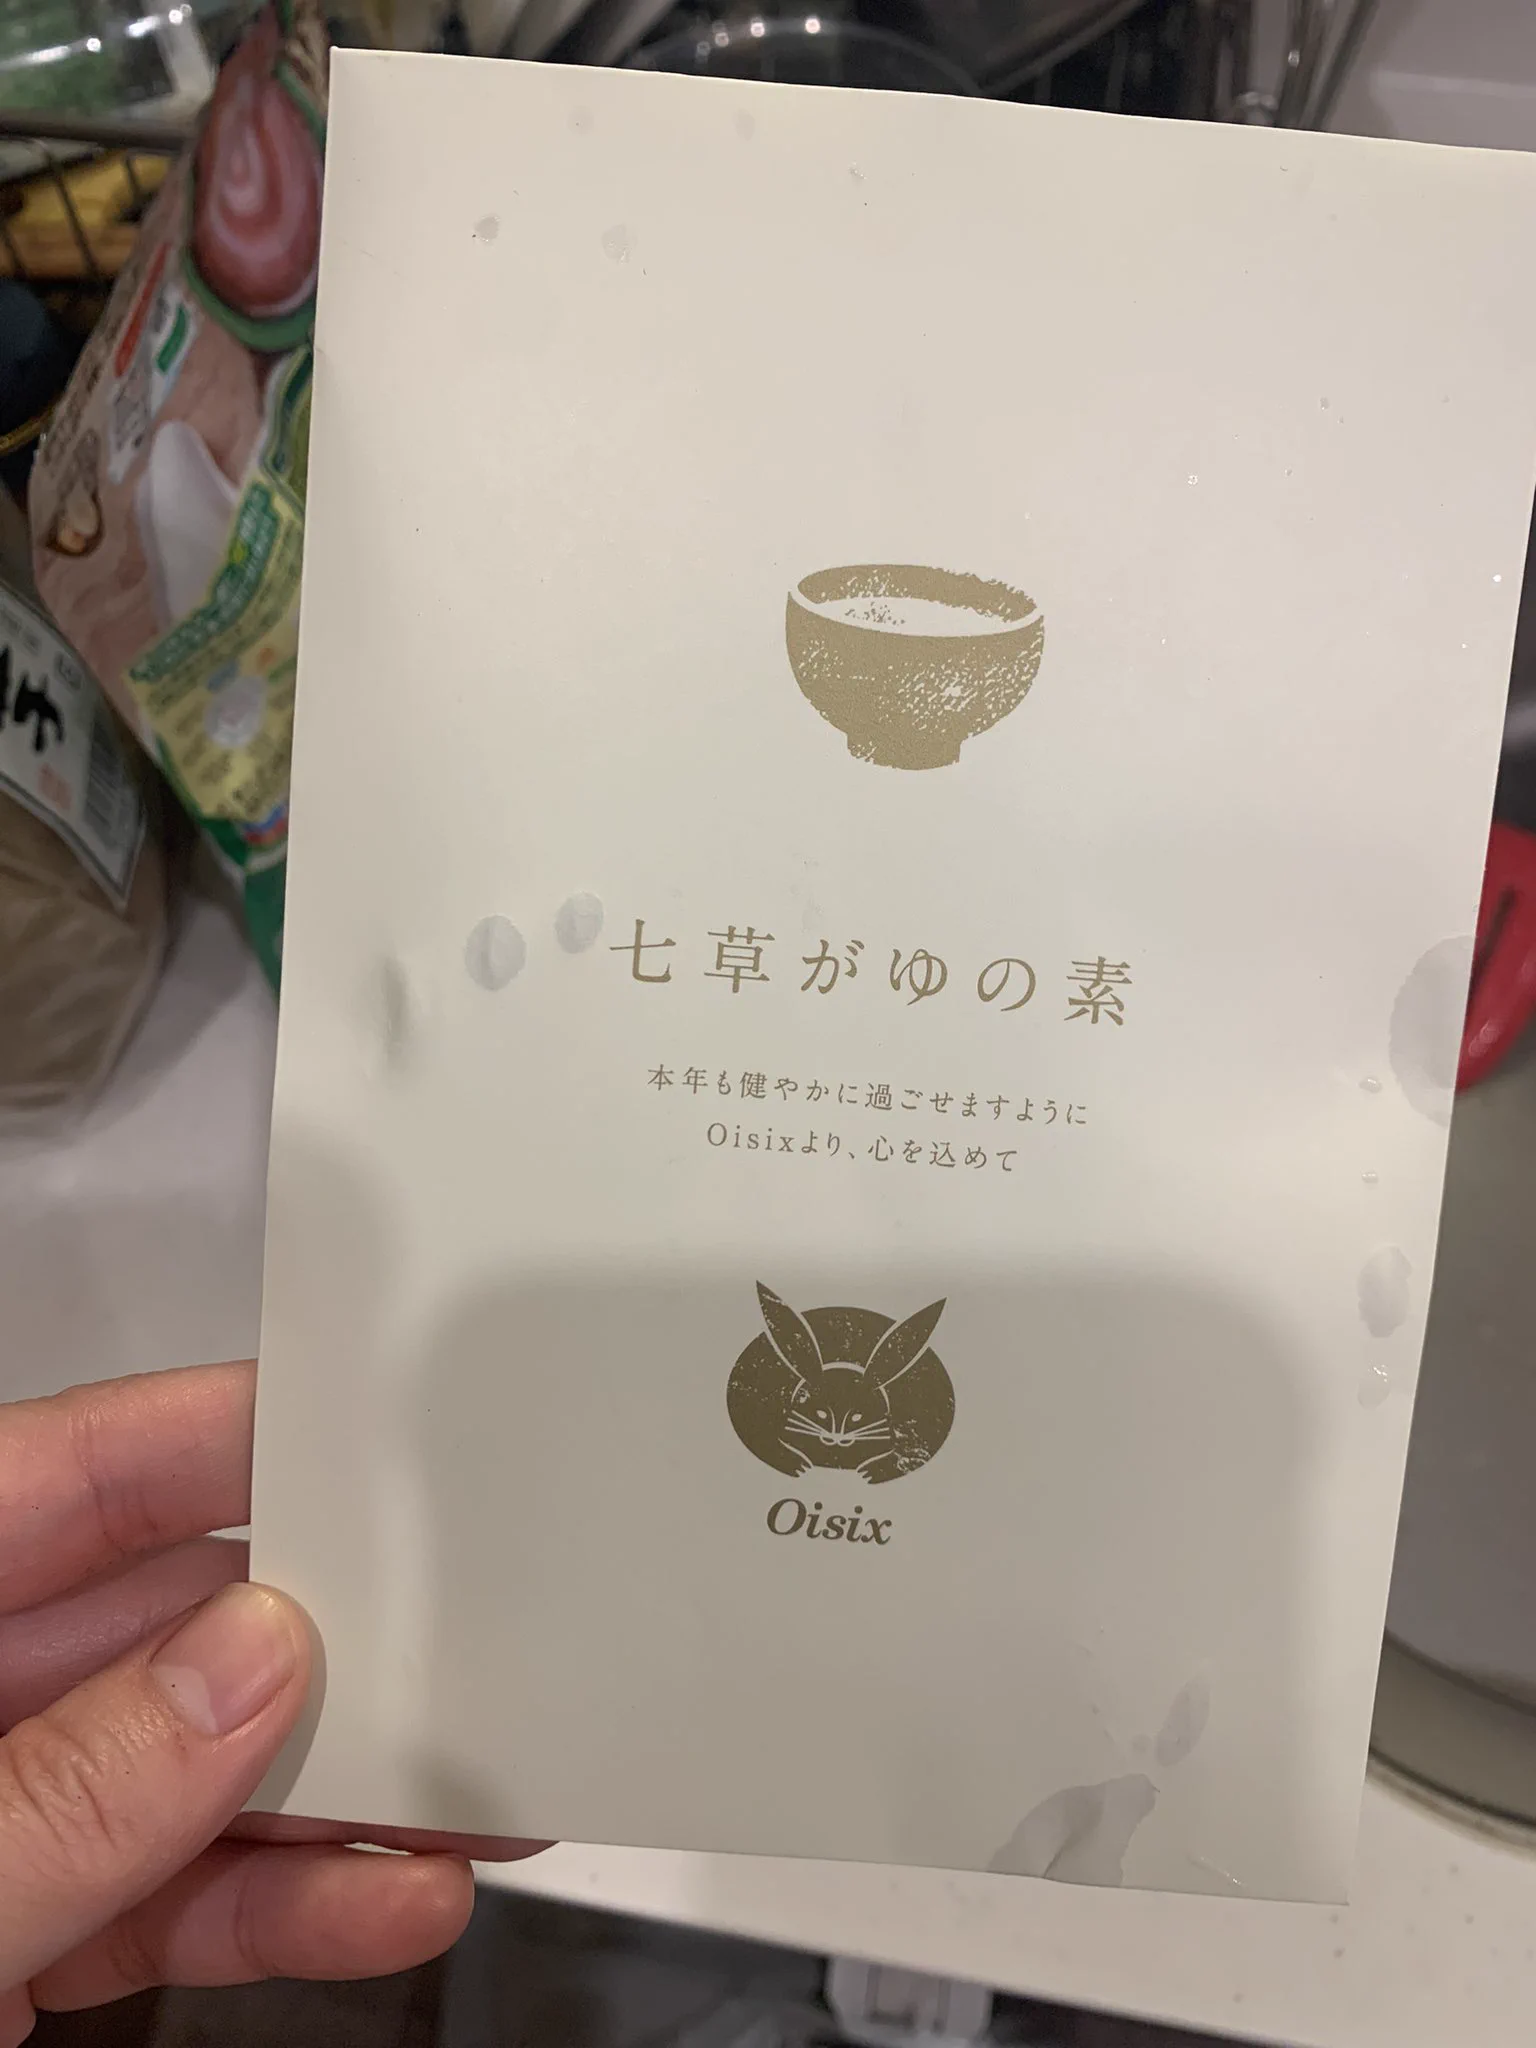 七草がゆの素
本年も健やかに過ごせますように
Oisixより、心を込めて
Oisix